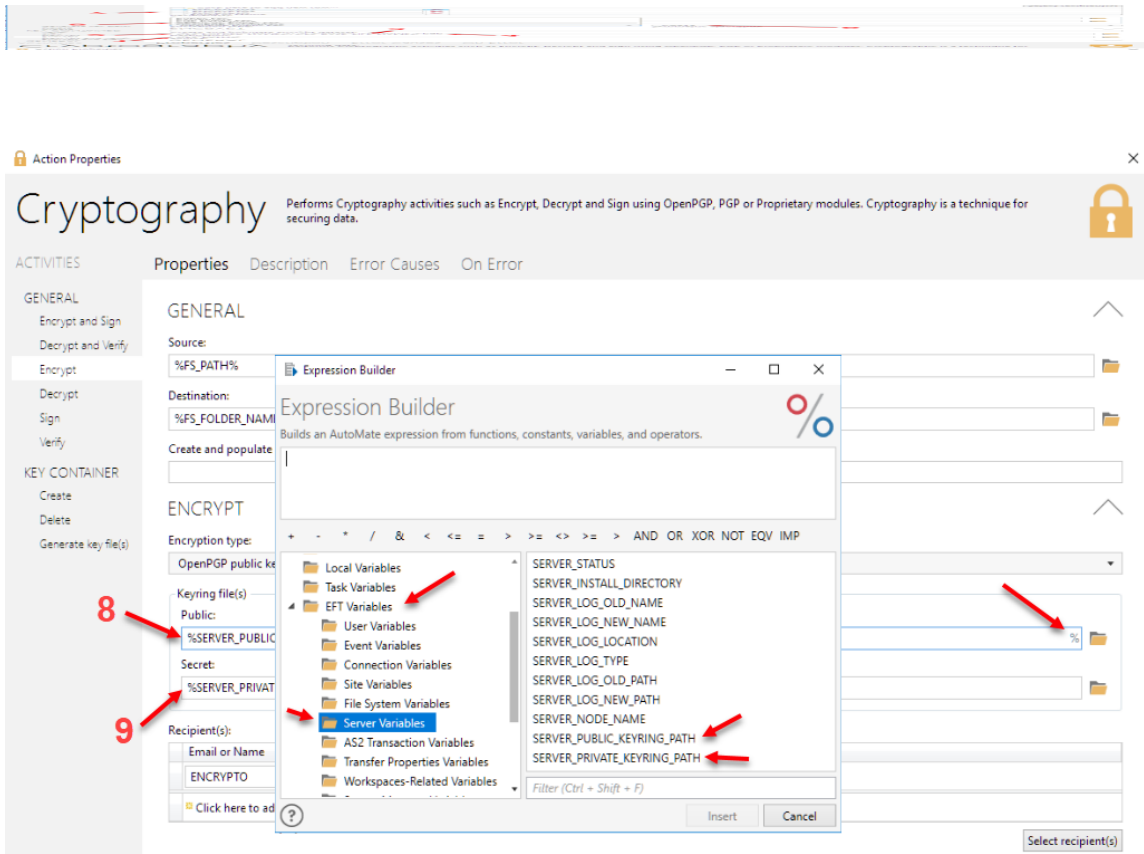 Action Properties
Cryptography
Performs Cryptography activities such as Encrypt, Decrypt and Sign using OpenPGP, PGP or Proprietary modules. Cryptography is a technique for
securing data.
ACTIVITIES
Properties Description Error Causes On Error
GENERAL
Encrypt and Sign
Decrypt and Verify
Encrypt
Decrypt
Sign
Verify
KEY CONTAINER
Create
Delete
Generate key file(s)
GENERAL
Source:
%FS_PATH%
Destination:
%FS_FOLDER_NAM
Create and populate
ENCRYPT
Encryption type:
OpenPGP public ke
Keyring file(s)
8
Public:
%SERVER_PUBLIC
%
Secret:
%SERVER_PRIVAT
9
Recipient(s):
Email or Name
ENCRYPTO
Click here to ad
Select recipient(s)
Expression Builder
Expression Builder
Builds an AutoMate expression from functions, constants, variables, and operators.
+ - * / & < <= = > >= <> >= > AND OR XOR NOT EQV IMP
Local Variables
Task Variables
EFT Variables
User Variables
Event Variables
Connection Variables
Site Variables
File System Variables
Server Variables
AS2 Transaction Variables
Transfer Properties Variables
Workspaces-Related Variables
SERVER_STATUS
SERVER_INSTALL_DIRECTORY
SERVER_LOG_OLD_NAME
SERVER_LOG_NEW_NAME
SERVER_LOG_LOCATION
SERVER_LOG_TYPE
SERVER_LOG_OLD_PATH
SERVER_LOG_NEW_PATH
SERVER_NODE_NAME
SERVER_PUBLIC_KEYRING_PATH
SERVER_PRIVATE_KEYRING_PATH
Filter (Ctrl + Shift + F)
?
Insert
Cancel